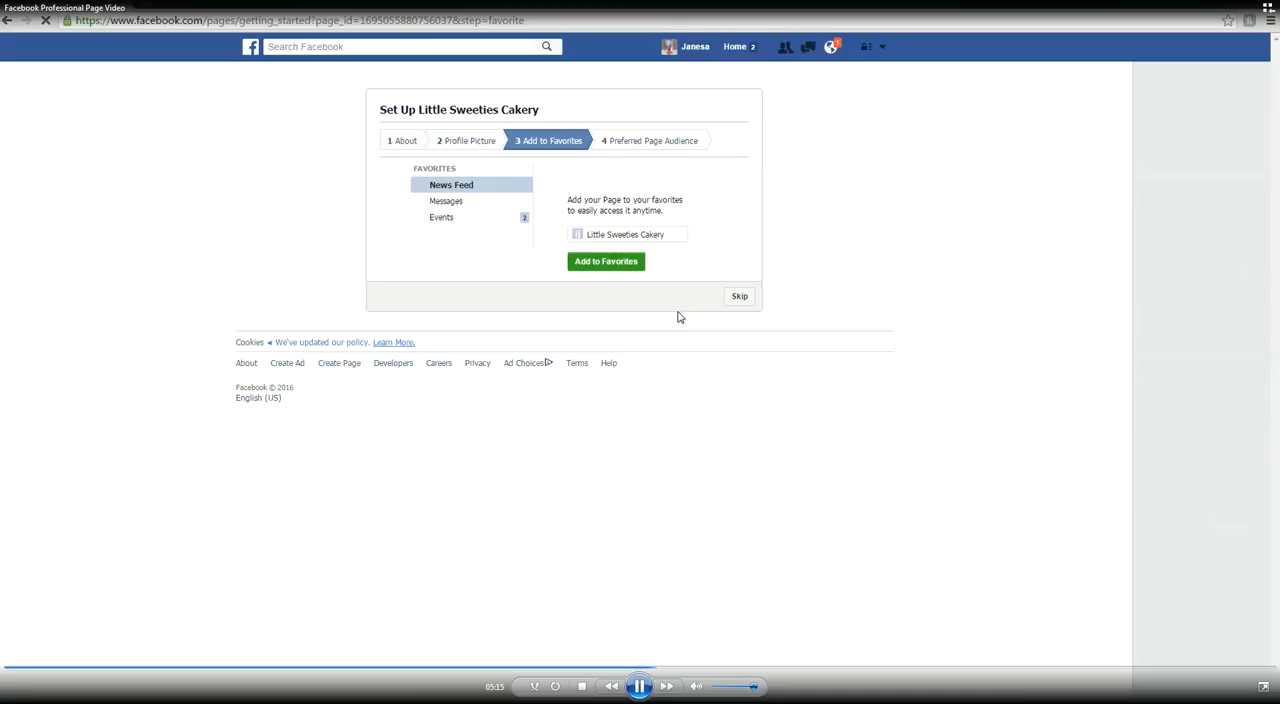 Facebook Professional Page Video
https://www.facebook.com/pages/getting_started?page_id=1695055880756037&step=favorite
Search Facebook
Janesa
Home 2
1
Set Up Little Sweeties Cakery
1 About
2 Profile Picture
3 Add to Favorites
4 Preferred Page Audience
FAVORITES
News Feed
Messages
Events
2
Add your Page to your favorites
to easily access it anytime.
Little Sweeties Cakery
Add to Favorites
Skip
Cookies ◄ We've updated our policy. Learn More.
About Create Ad Create Page Developers Careers Privacy Ad Choices Terms Help
Facebook © 2016
English (US)
05:15